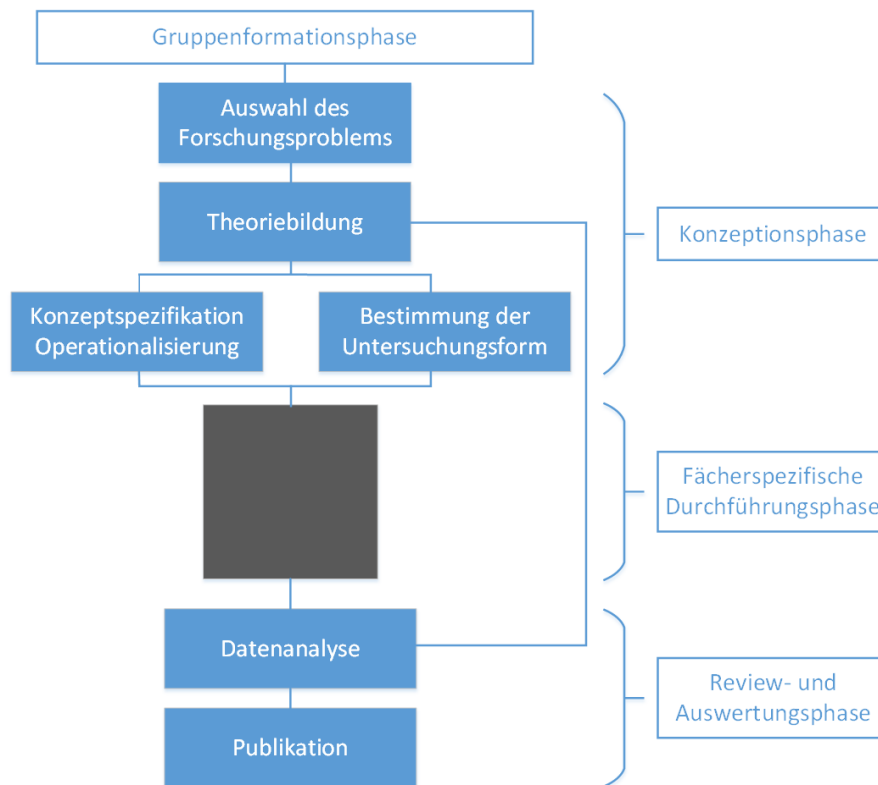 Gruppenformationsphase
Auswahl des
Forschungsproblems
Theoriebildung
Konzeptionsphase
Konzeptspezifikation
Operationalisierung
Bestimmung der
Untersuchungsform
Fächerspezifische
Durchführungsphase
Datenanalyse
Review- und
Auswertungsphase
Publikation